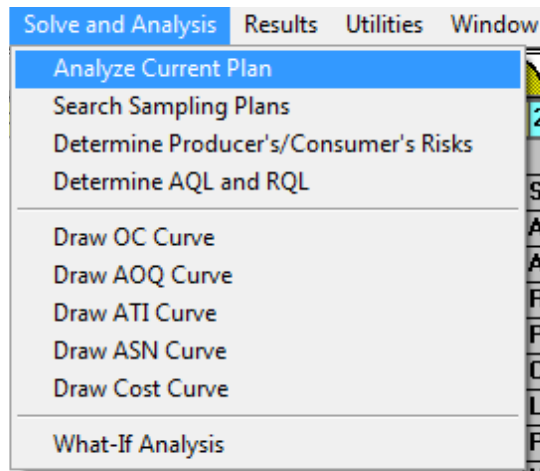 Solve and Analysis Results Utilities Window
Analyze Current Plan
Search Sampling Plans
Determine Producer's/Consumer's Risks
Determine AQL and RQL
Draw OC Curve
Draw AOQ Curve
Draw ATI Curve
Draw ASN Curve
Draw Cost Curve
What-If Analysis